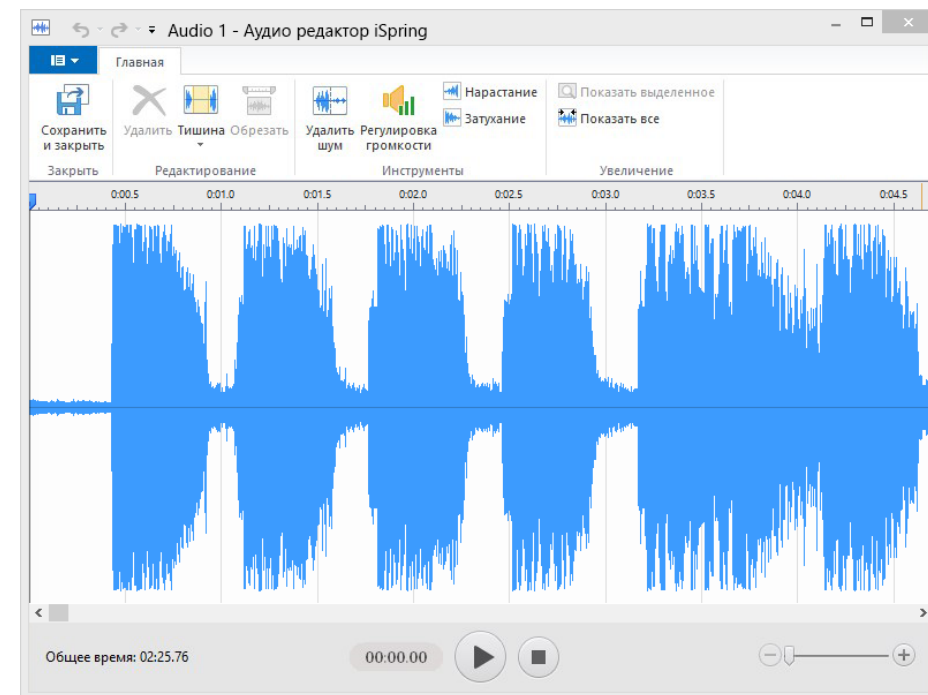 Audio 1 - Аудио редактор iSpring
Главная
Сохранить и закрыть
Удалить
Тишина
Обрезать
Удалить шум
Регулировка громкости
Нарастание
Затухание
Показать выделенное
Показать все
Закрыть
Редактирование
Инструменты
Увеличение
0:00.5 0:01.0 0:01.5 0:02.0 0:02.5 0:03.0 0:03.5 0:04.0 0:04.5
Общее время: 02:25.76
00:00.00